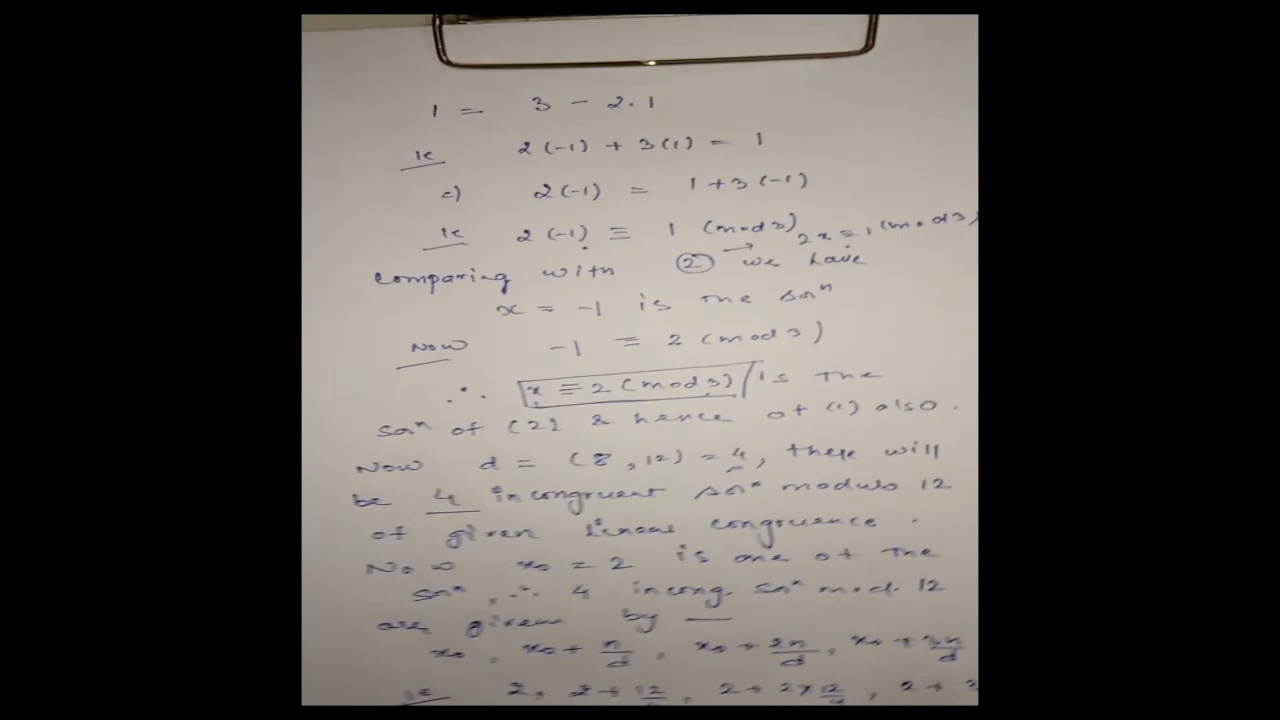 1 = 3 - 2.1
ie 2(-1) + 3(1) = 1
2(-1) = 1 + 3(-1)
ie 2(-1) ≡ 1 (mod 3) 2x ≡ 1 (mod 3)
Comparing with ② → we have
x = -1 is the solⁿ
Now -1 ≡ 2 (mod 3)
∴ x ≡ 2 (mod 3) is the
solⁿ of (2) & hence of (1) also.
Now d = (8, 12) = 4, there will
be 4 incongruent solⁿ modulo 12
of given linear congruence.
Now x₀ = 2 is one of the
solⁿ, ∴ 4 incong. solⁿ mod. 12
are given by —
x₀, x₀ + n/d, x₀ + 2n/d, x₀ + 3n/d
ie 2, 2 + 12/4, 2 + 2×12/4, 2 +